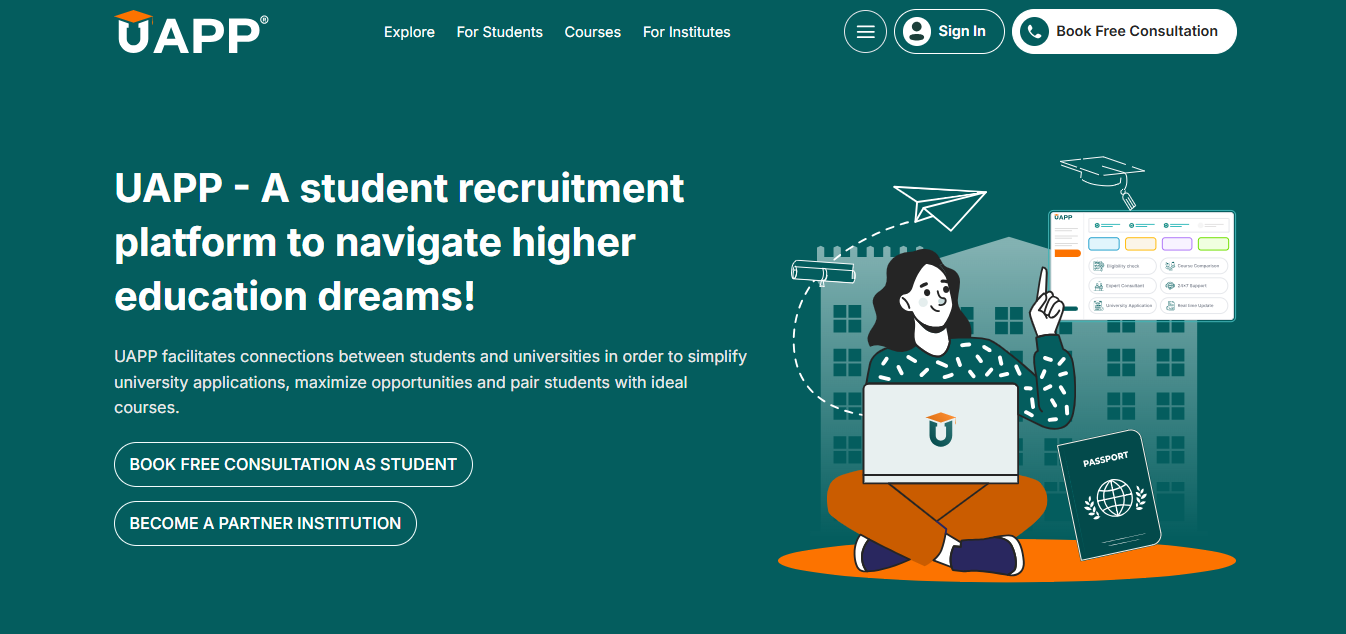 UAPP®
Explore
For Students
Courses
For Institutes
Sign In
Book Free Consultation
UAPP - A student recruitment
platform to navigate higher
education dreams!
UAPP facilitates connections between students and universities in order to simplify
university applications, maximize opportunities and pair students with ideal
courses.
BOOK FREE CONSULTATION AS STUDENT
BECOME A PARTNER INSTITUTION
UAPP
Eligibility check
Course Comparison
Expert Consultant
24×7 Support
University Application
Real time Update
PASSPORT